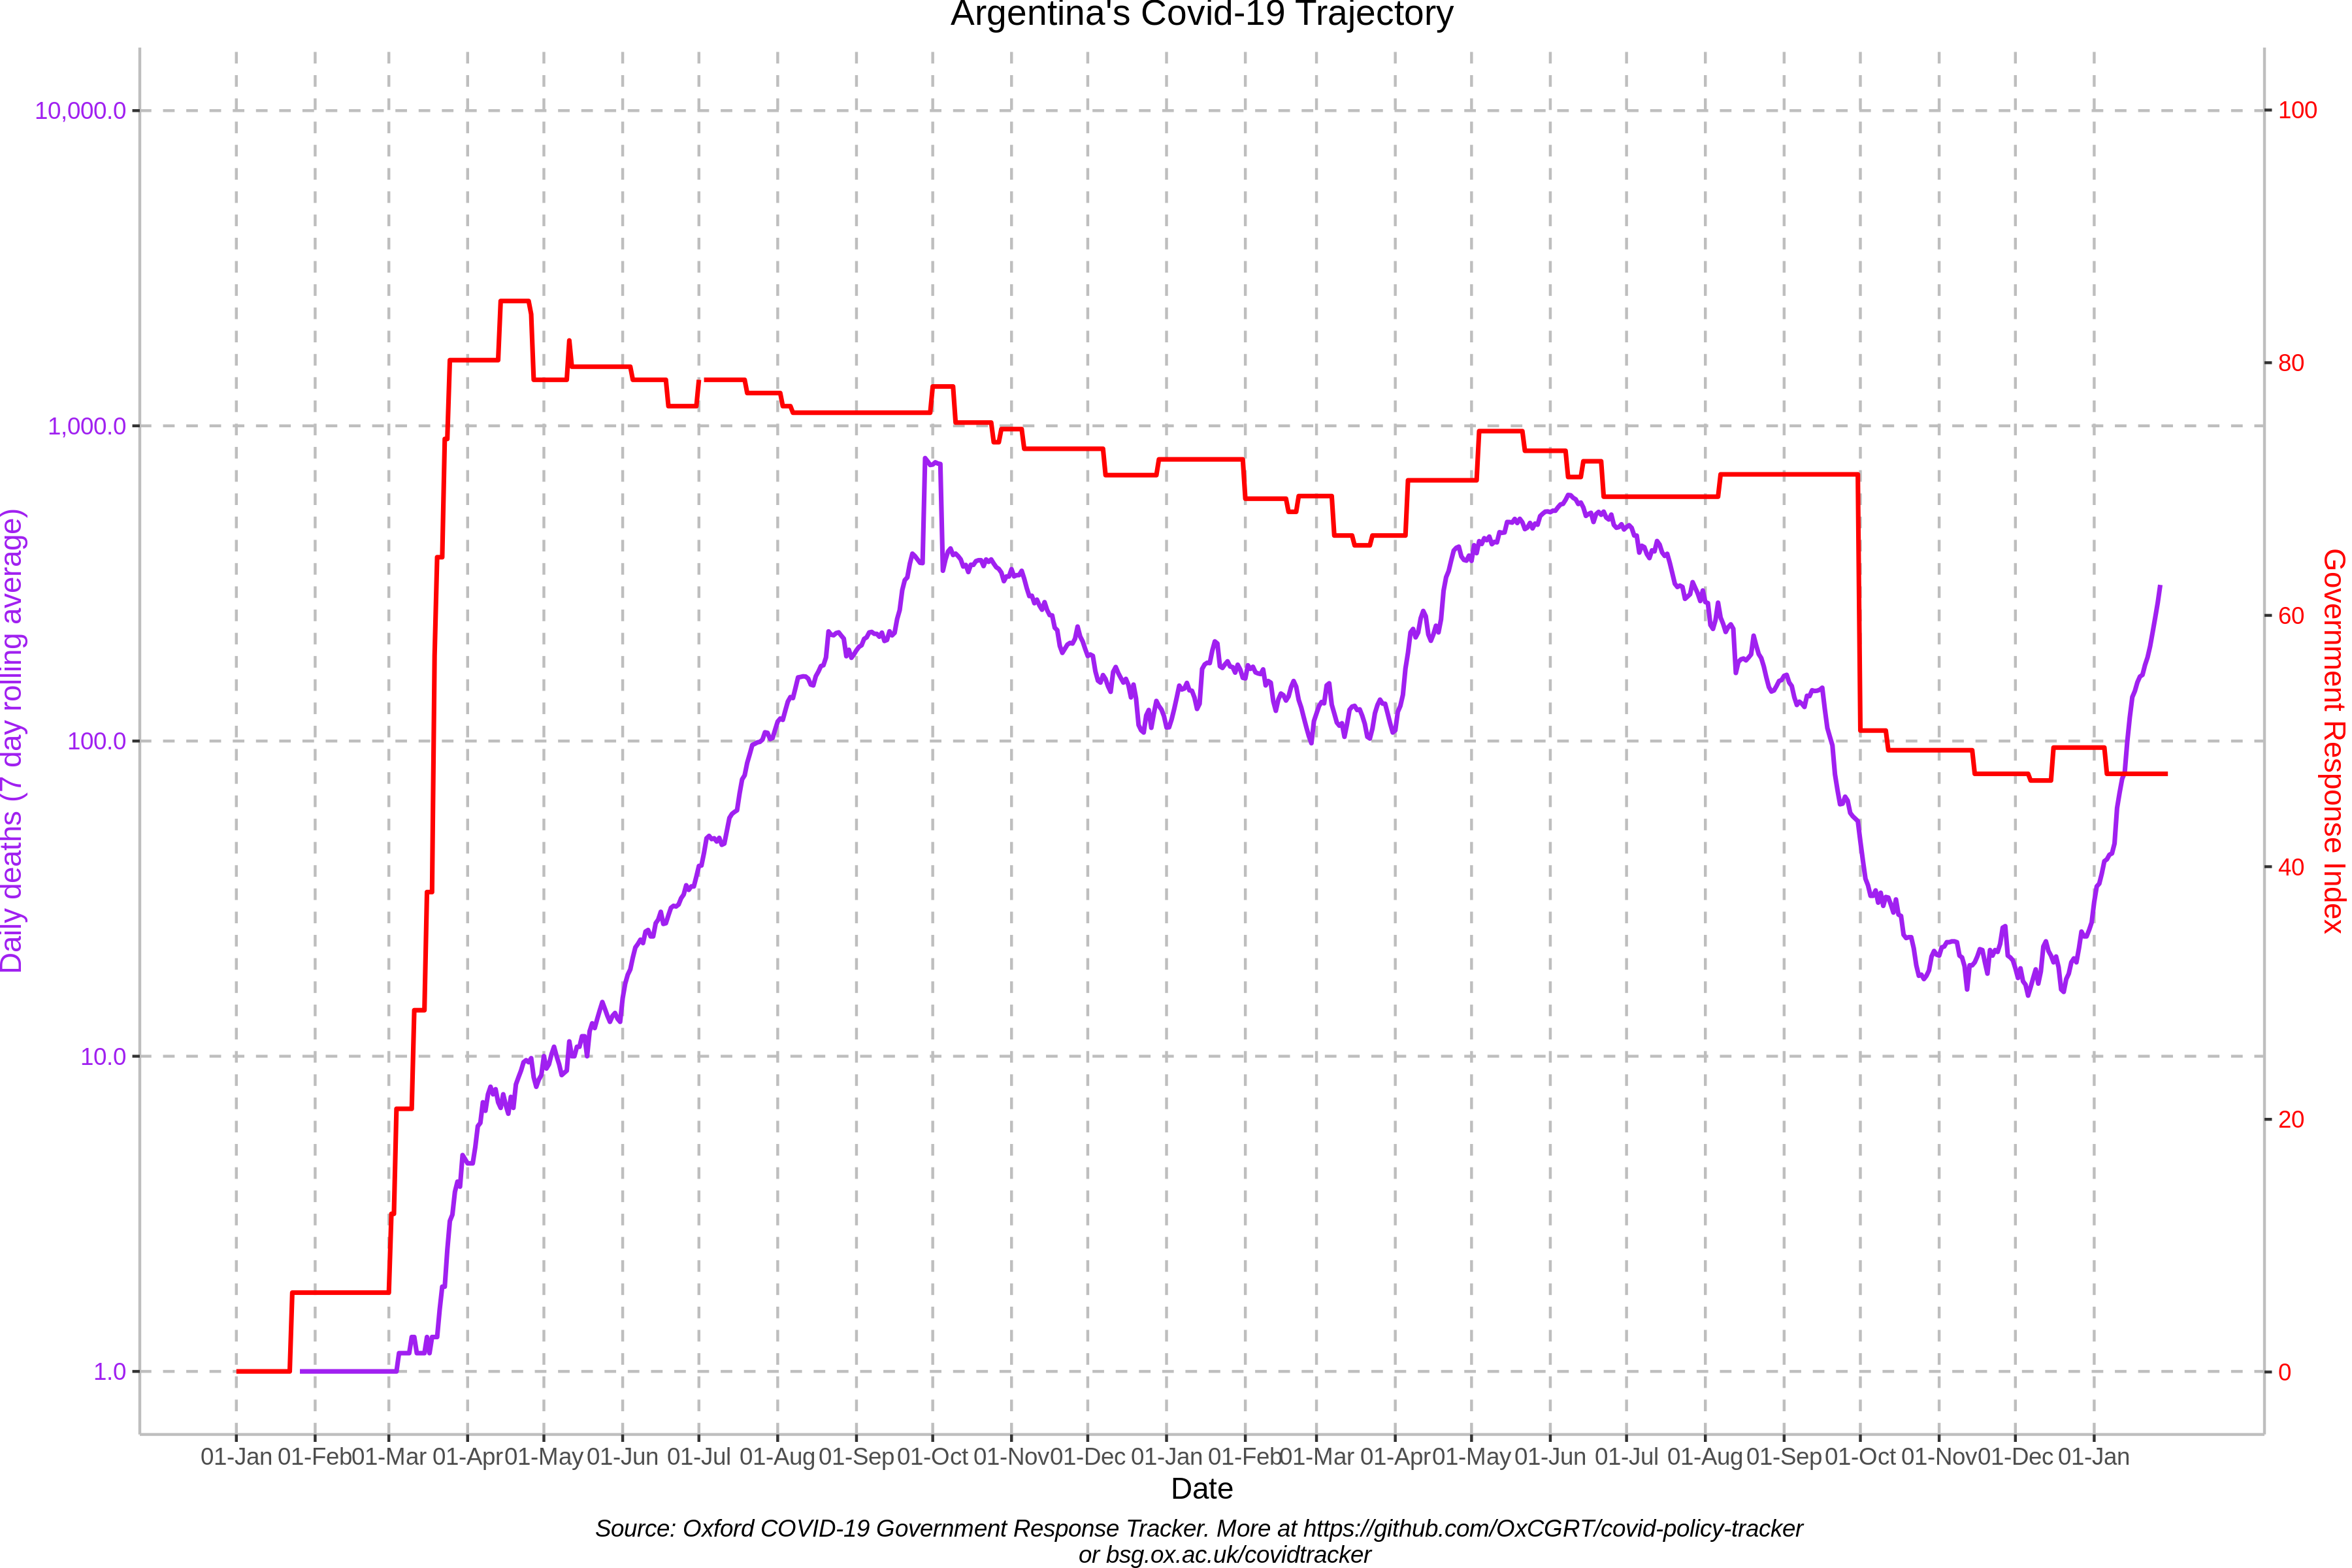 Argentina's Covid-19 Trajectory
10,000.0
1,000.0
100.0
10.0
1.0
Daily deaths (7 day rolling average)
100
80
60
40
20
0
Government Response Index
01-Jan 01-Feb 01-Mar 01-Apr 01-May 01-Jun 01-Jul 01-Aug 01-Sep 01-Oct 01-Nov 01-Dec 01-Jan 01-Feb 01-Mar 01-Apr 01-May 01-Jun 01-Jul 01-Aug 01-Sep 01-Oct 01-Nov 01-Dec 01-Jan
Date
Source: Oxford COVID-19 Government Response Tracker. More at https://github.com/OxCGRT/covid-policy-tracker
or bsg.ox.ac.uk/covidtracker